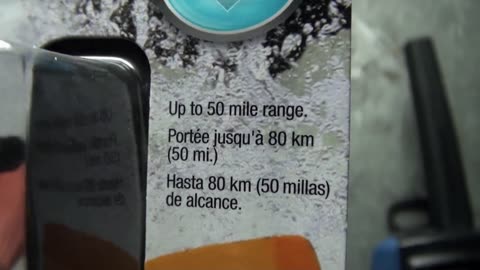 Up to 50 mile range.
Portée jusqu'à 80 km
(50 mi.)
Hasta 80 km (50 millas)
de alcance.